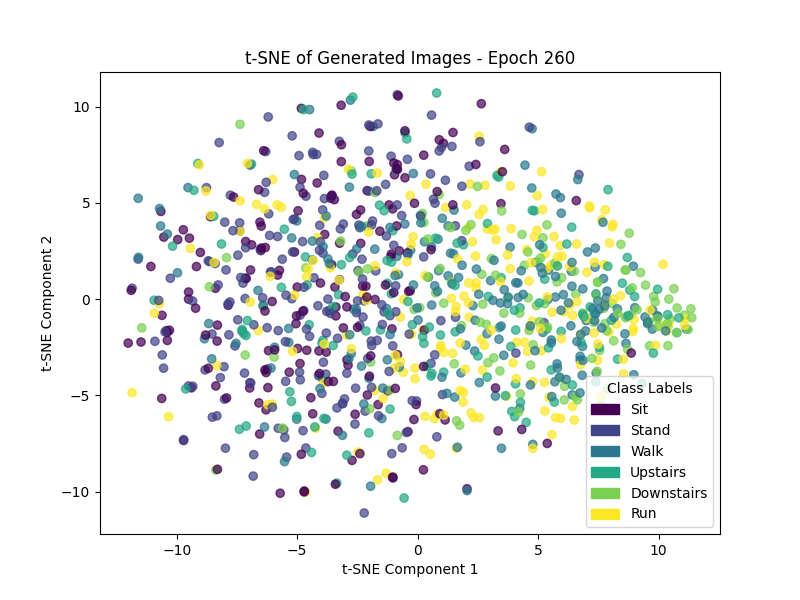 t-SNE of Generated Images - Epoch 260
t-SNE Component 2
10
5
0
−5
−10
Class Labels
Sit
Stand
Walk
Upstairs
Downstairs
Run
−10
−5
0
5
10
t-SNE Component 1